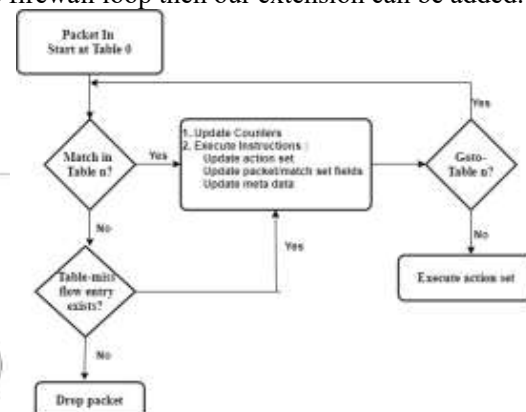 firewall loop then our extension can be added.
Packet In
Start at Table 0
Yes
Match in
Table n?
Yes
1. Update Counters
2. Execute Instructions :
Update action set
Update packet/match set fields
Update meta data
Goto-
Table n?
No
Yes
No
Table-miss
flow entry
exists?
Execute action set
No
Drop packet